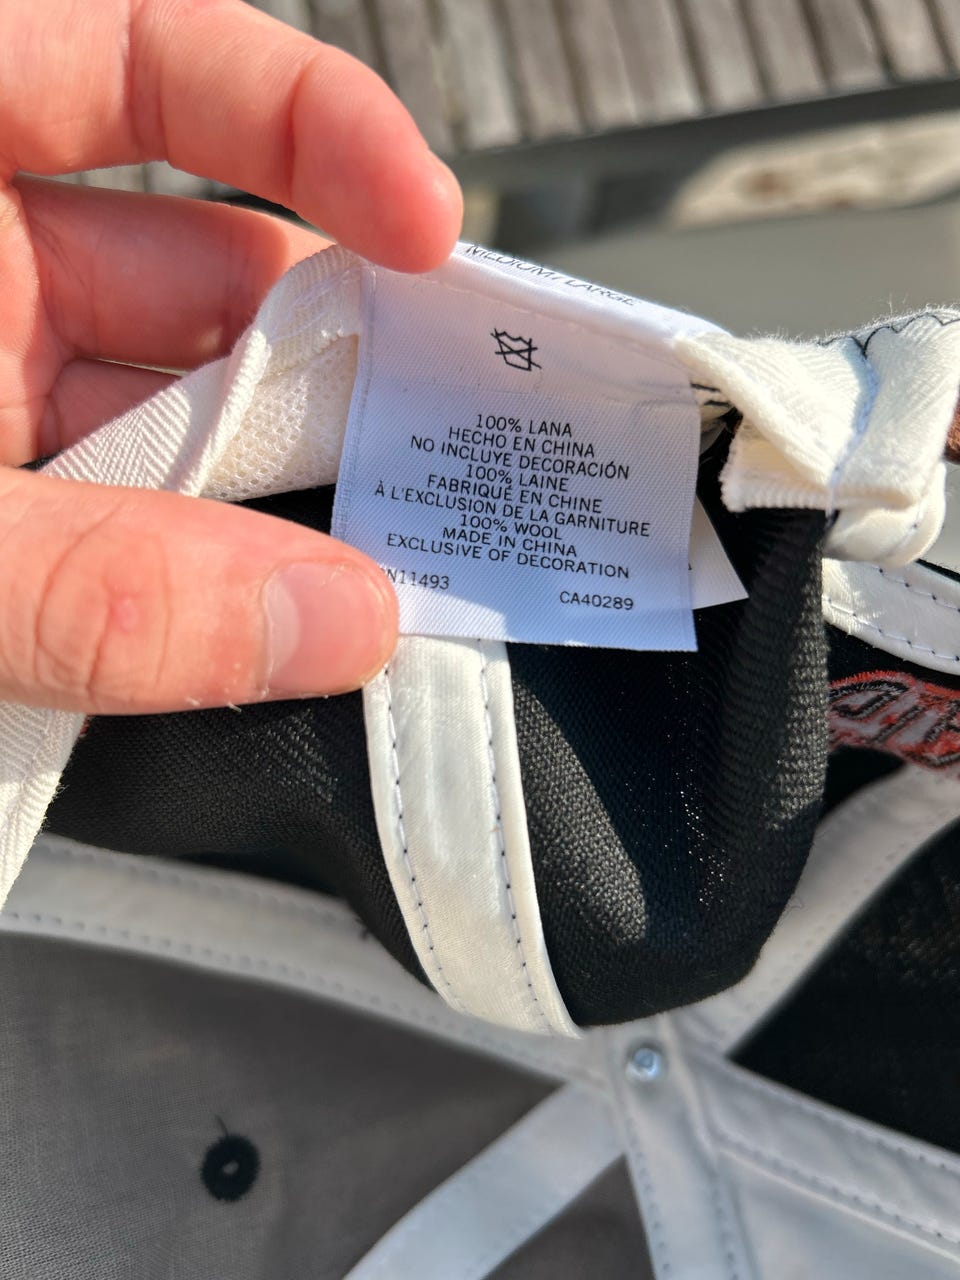 MEDIUM / LARGE
100% LANA
HECHO EN CHINA
NO INCLUYE DECORACIÓN
100% LAINE
FABRIQUÉ EN CHINE
À L'EXCLUSION DE LA GARNITURE
100% WOOL
MADE IN CHINA
EXCLUSIVE OF DECORATION
N11493
CA40289